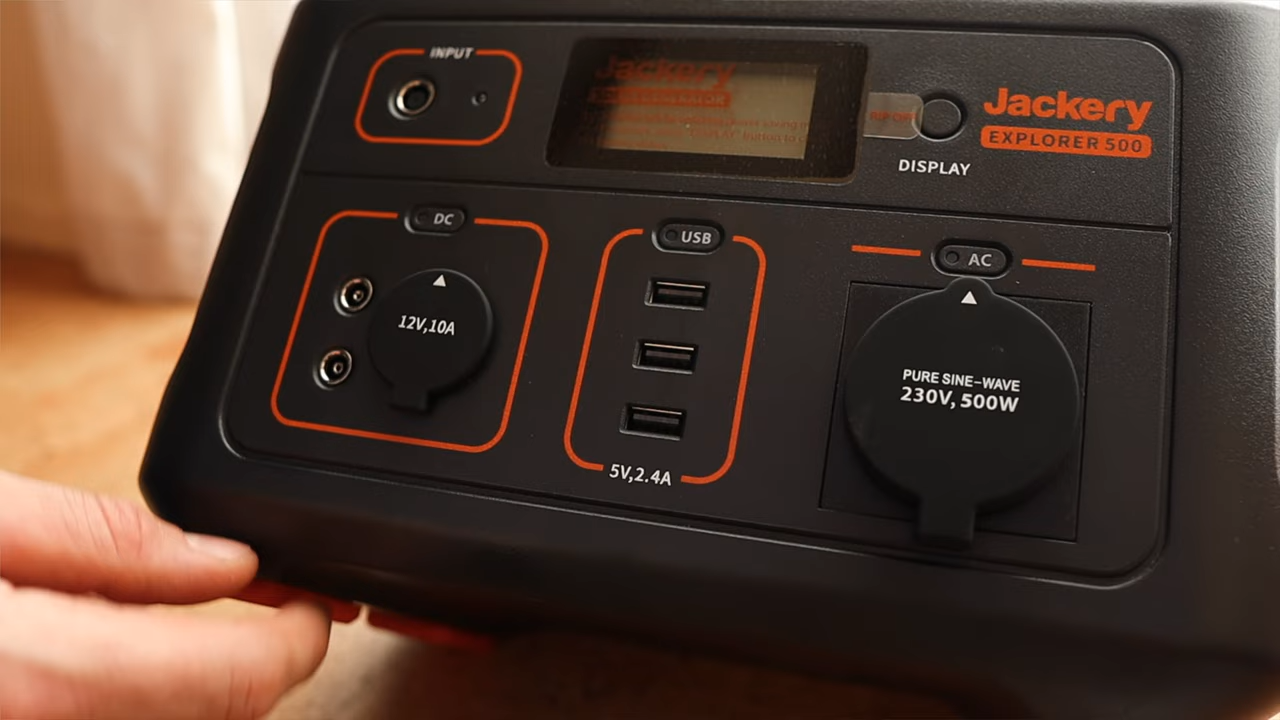 INPUT
Jackery
DISPLAY
Jackery
EXPLORER 500
DC
12V,10A
USB
5V,2.4A
AC
PURE SINE-WAVE
230V, 500W